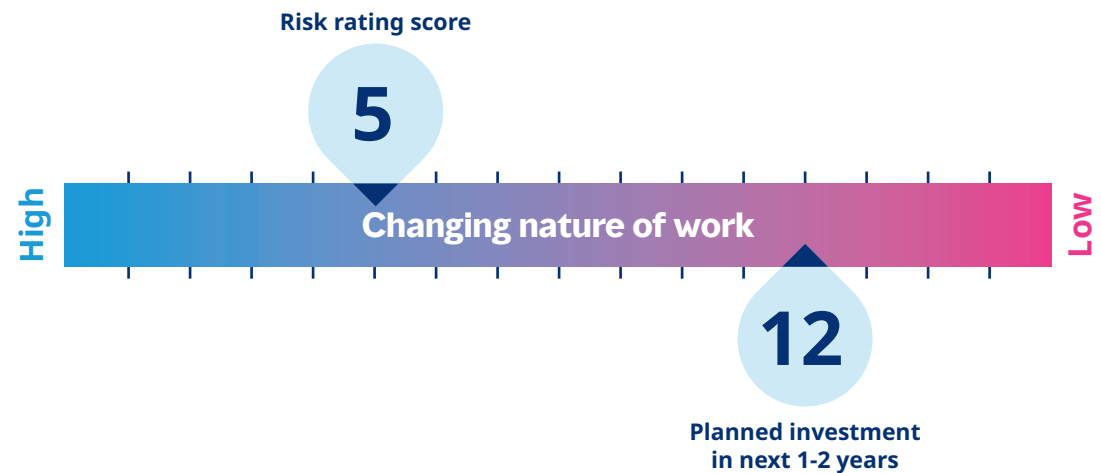 Risk rating score
5
High
Changing nature of work
Low
12
Planned investment
in next 1-2 years